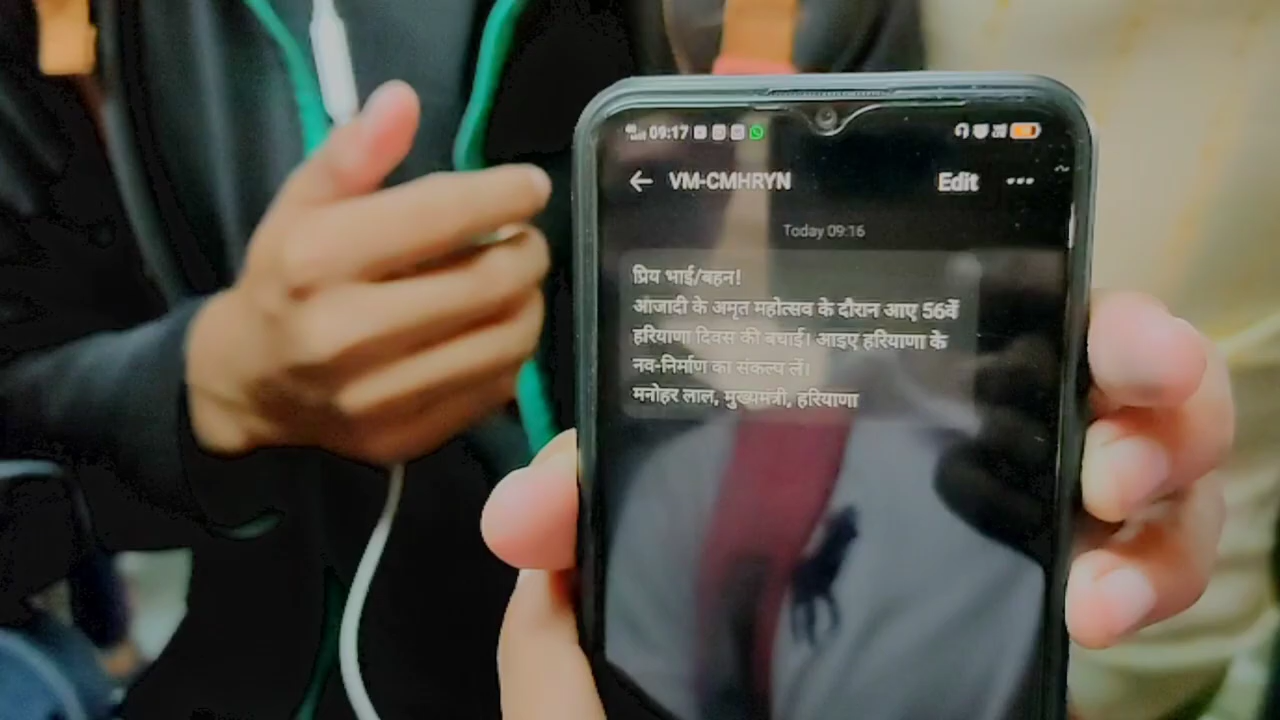 09:17
VM-CMHRYN
Edit
Today 09:16
प्रिय भाई/बहन!
आजादी के अमृत महोत्सव के दौरान आए 56वें
हरियाणा दिवस की बधाई। आइए हरियाणा के
नव-निर्माण का संकल्प लें।
मनोहर लाल, मुख्यमंत्री, हरियाणा